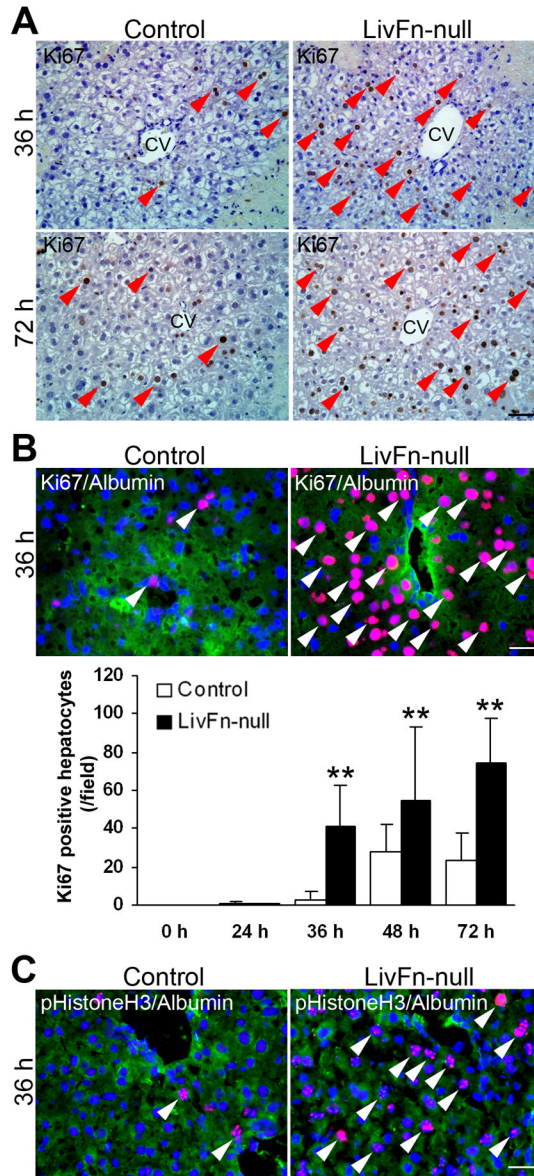 A
Control
LivFn-null
36 h
Ki67
CV
Ki67
CV
72 h
Ki67
CV
Ki67
CV
B
Control
LivFn-null
36 h
Ki67/Albumin
Ki67/Albumin
Ki67 positive hepatocytes
(/field)
120
100
80
60
40
20
0
Control
LivFn-null
**
**
**
0 h
24 h
36 h
48 h
72 h
C
Control
LivFn-null
36 h
pHistoneH3/Albumin
pHistoneH3/Albumin